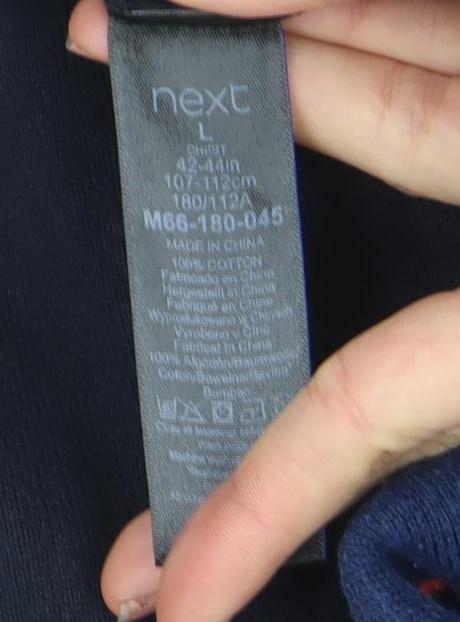 next
L
CHEST
42-44in
107-112cm
180/112A
M66-180-045
MADE IN CHINA
100% COTTON
Fabricado en China
Hergestellt in China
Fabriqué en Chine
Wyprodukowano w Chinach
Vyrobeno v Číně
Fabricat in China
100% Algodón/Baumwolle/
Coton/Bawełna/Bavlna/
Bumbac